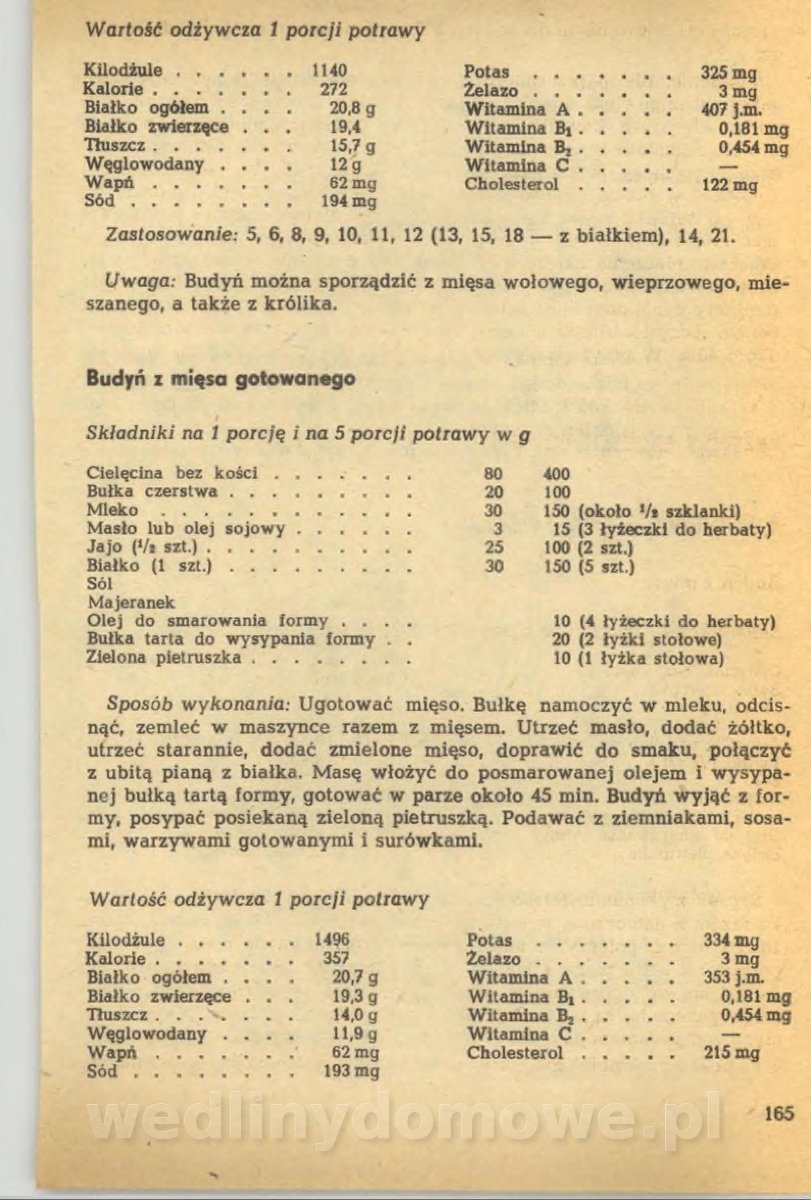 Wartość odżywcza 1 porcji potrawy
Kilodżule . . . . . . 1140
Kalorie . . . . . . . 272
Białko ogółem . . . . 20,8 g
Białko zwierzęce . . . 19,4
Tłuszcz . . . . . . . 15,7 g
Węglowodany . . . . 12 g
Wapń . . . . . . . 62 mg
Sód . . . . . . . . 194 mg
Potas . . . . . . . 325 mg
Żelazo . . . . . . . 3 mg
Witamina A . . . . . 407 j.m.
Witamina B₁ . . . . . 0,181 mg
Witamina B₂ . . . . . 0,454 mg
Witamina C . . . . . —
Cholesterol . . . . . 122 mg
Zastosowanie: 5, 6, 8, 9, 10, 11, 12 (13, 15, 18 — z białkiem), 14, 21.
Uwaga: Budyń można sporządzić z mięsa wołowego, wieprzowego, mie-
szanego, a także z królika.
Budyń z mięsa gotowanego
Składniki na 1 porcję i na 5 porcji potrawy w g
Cielęcina bez kości . . . . . . . 80 400
Bułka czerstwa . . . . . . . . . 20 100
Mleko . . . . . . . . . . . . 30 150 (około ½ szklanki)
Masło lub olej sojowy . . . . . . 3 15 (3 łyżeczki do herbaty)
Jajo (½ szt.) . . . . . . . . . . 25 100 (2 szt.)
Białko (1 szt.) . . . . . . . . . 30 150 (5 szt.)
Sól
Majeranek
Olej do smarowania formy . . . . 10 (4 łyżeczki do herbaty)
Bułka tarta do wysypania formy . . 20 (2 łyżki stołowe)
Zielona pietruszka . . . . . . . . 10 (1 łyżka stołowa)
Sposób wykonania: Ugotować mięso. Bułkę namoczyć w mleku, odcis-
nąć, zemleć w maszynce razem z mięsem. Utrzeć masło, dodać żółtko,
utrzeć starannie, dodać zmielone mięso, doprawić do smaku, połączyć
z ubitą pianą z białka. Masę włożyć do posmarowanej olejem i wysypa-
nej bułką tartą formy, gotować w parze około 45 min. Budyń wyjąć z for-
my, posypać posiekaną zieloną pietruszką. Podawać z ziemniakami, sosa-
mi, warzywami gotowanymi i surówkami.
Wartość odżywcza 1 porcji potrawy
Kilodżule . . . . . . 1496
Kalorie . . . . . . . 357
Białko ogółem . . . . 20,7 g
Białko zwierzęce . . . 19,3 g
Tłuszcz . . . . . . . 14,0 g
Węglowodany . . . . 11,9 g
Wapń . . . . . . . 62 mg
Sód . . . . . . . . 193 mg
Potas . . . . . . . 334 mg
Żelazo . . . . . . . 3 mg
Witamina A . . . . . 353 j.m.
Witamina B₁ . . . . . 0,181 mg
Witamina B₂ . . . . . 0,454 mg
Witamina C . . . . . —
Cholesterol . . . . . 215 mg
wedlinydomowe.pl
165